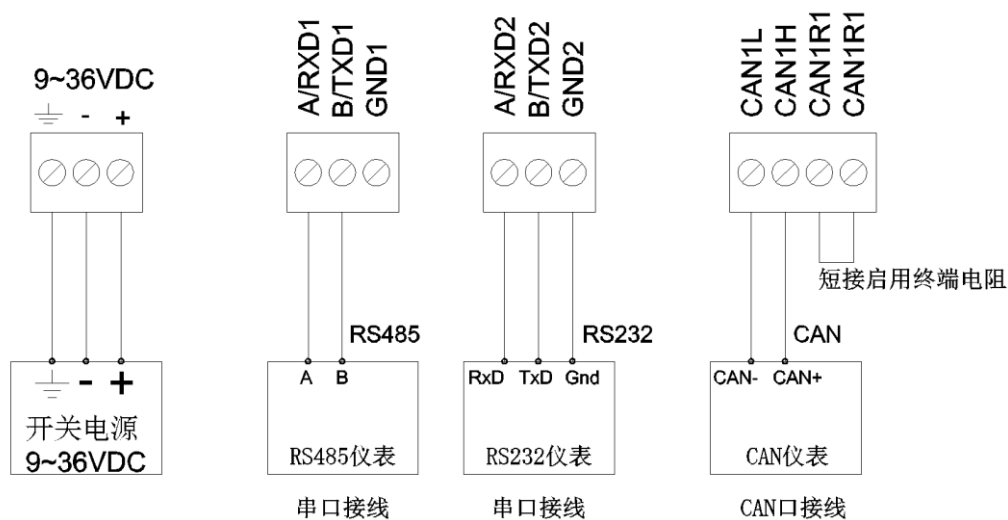 9~36VDC
- +
A/RXD1
B/TXD1
GND1
A/RXD2
B/TXD2
GND2
CAN1L
CAN1H
CAN1R1
CAN1R1
短接启用终端电阻
RS485
RS232
CAN
- +
开关电源
9~36VDC
A B
RS485仪表
RxD TxD Gnd
RS232仪表
CAN- CAN+
CAN仪表
串口接线
串口接线
CAN口接线